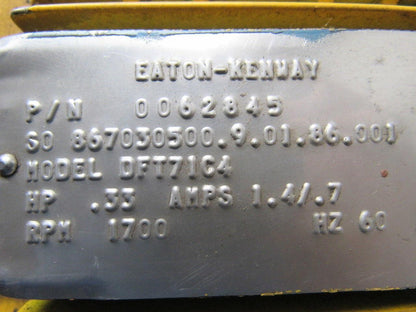 EATON-KENWAY
P/N 0062845
SO 867030500.9.01.86.001
MODEL DFT71C4
HP .33 AMPS 1.4/.7
RPM 1700 HZ 60